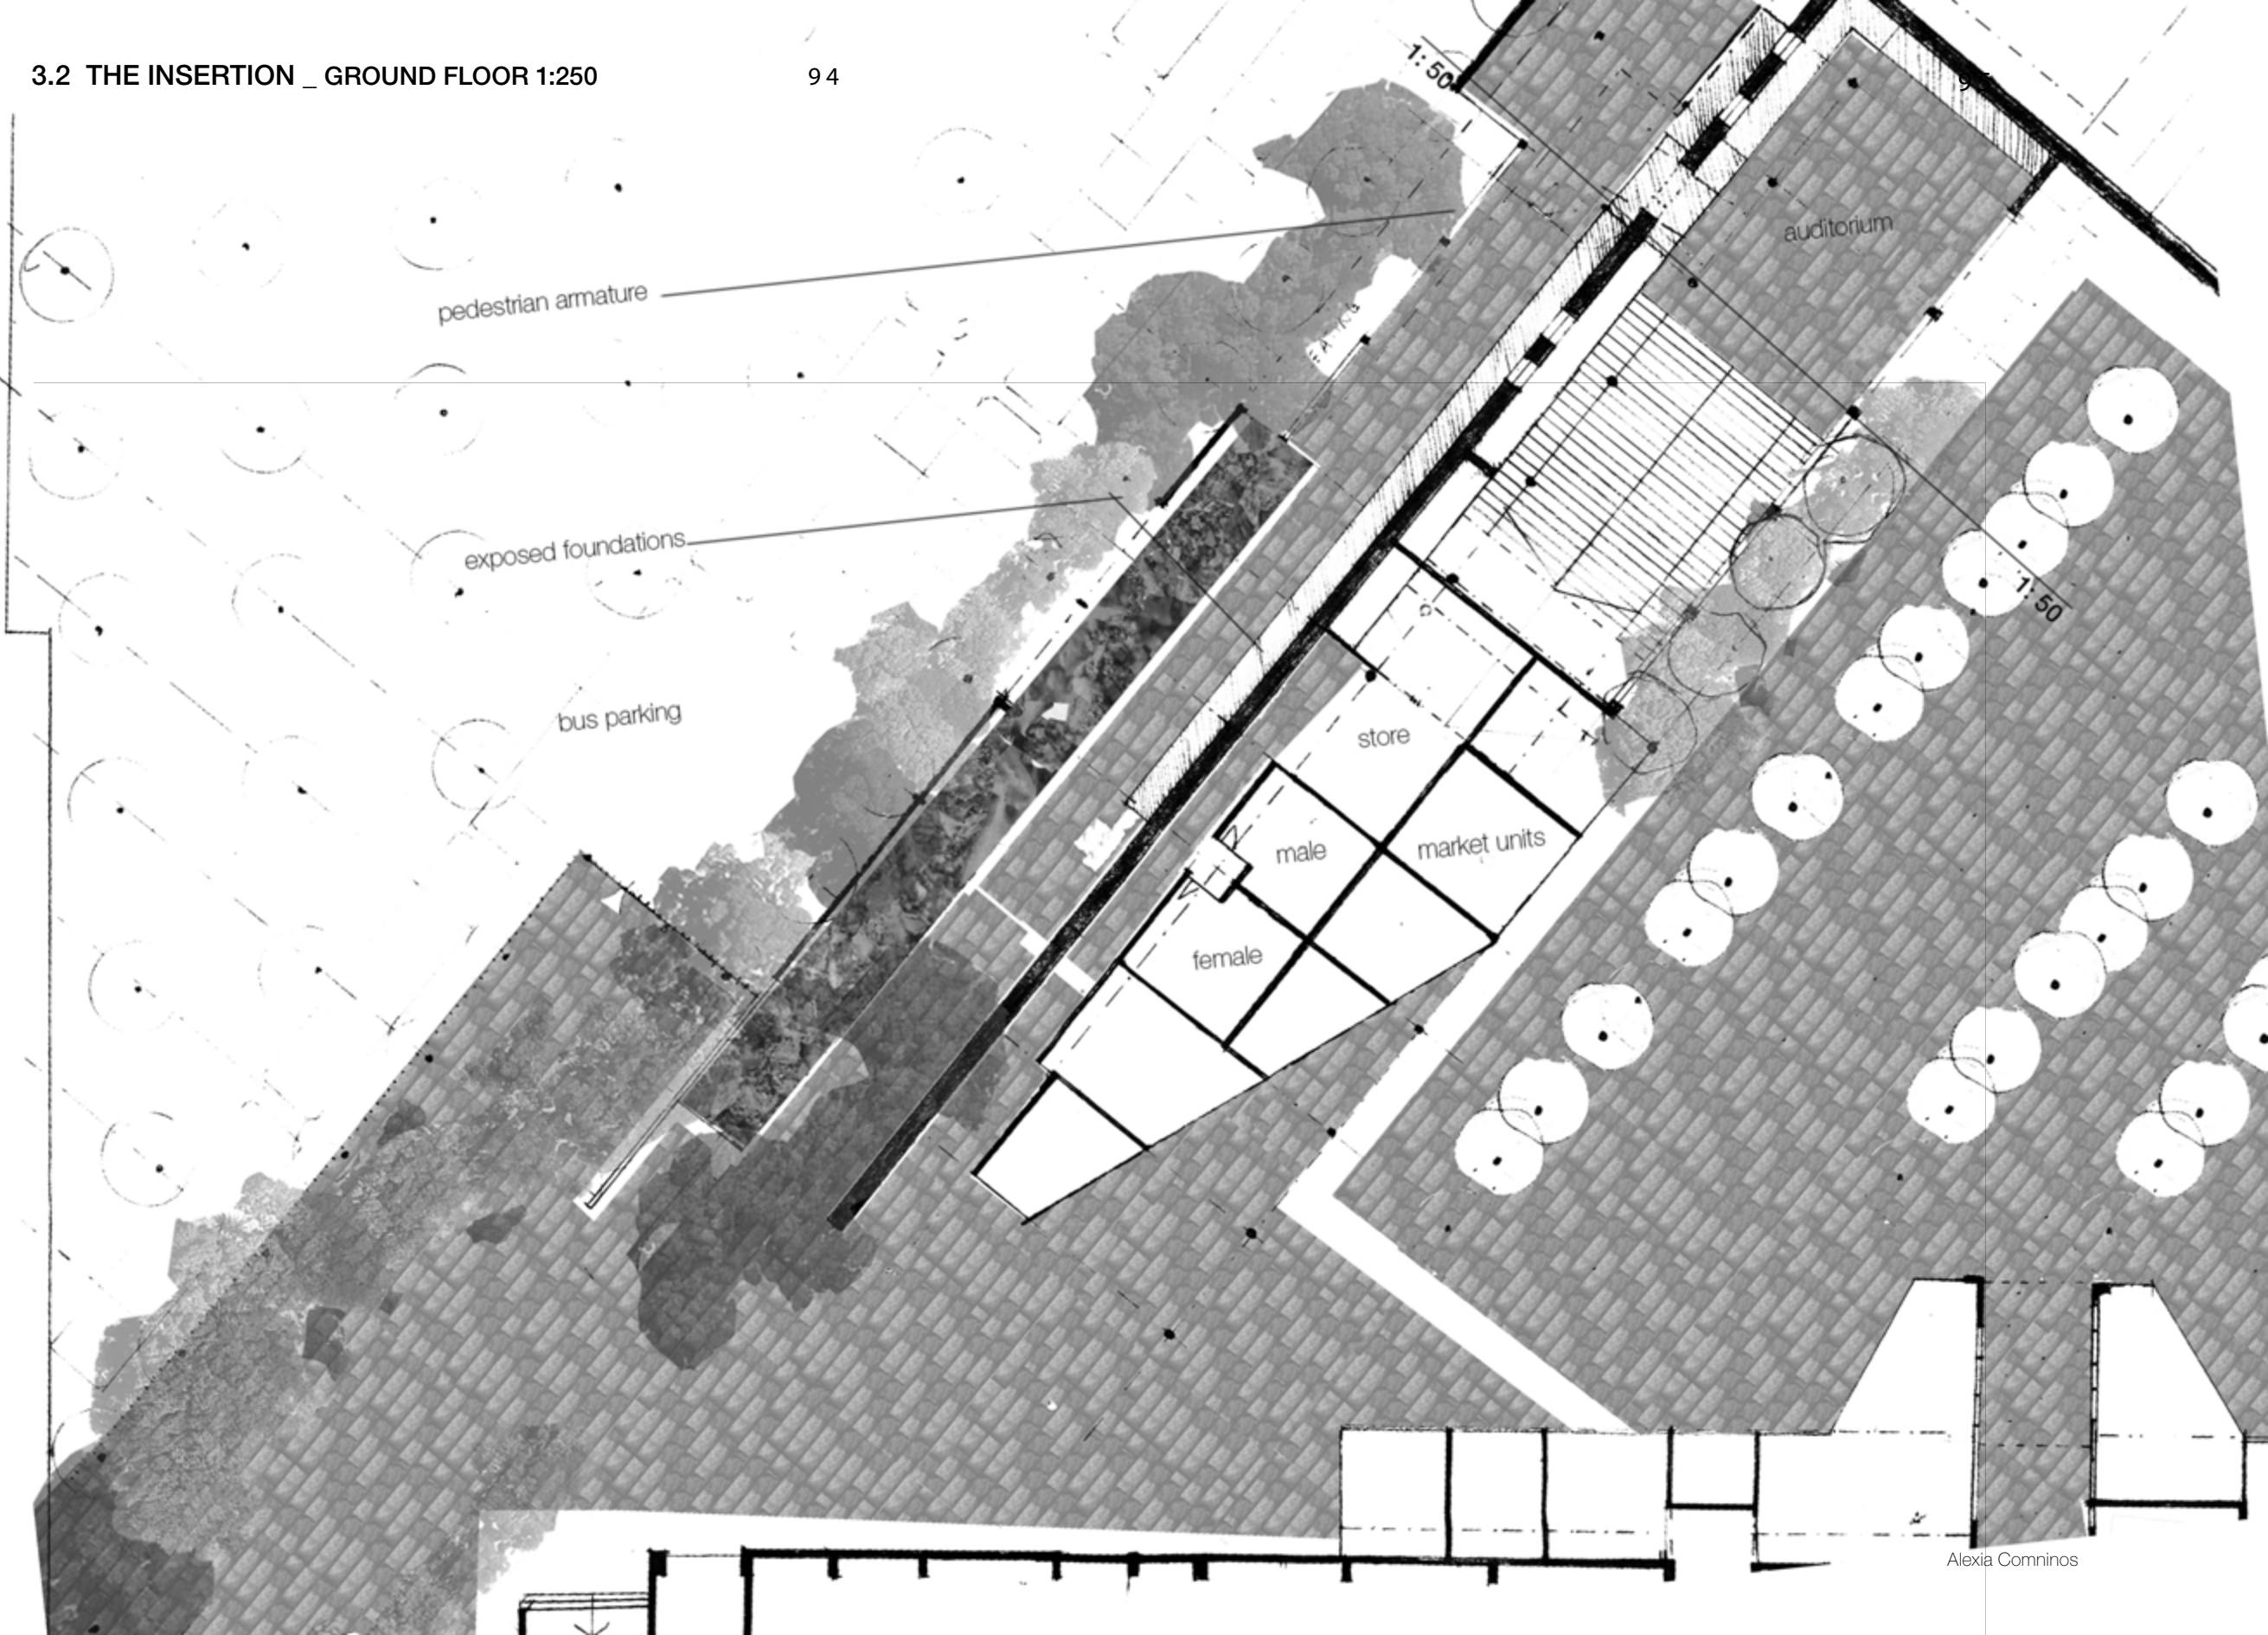 3.2 THE INSERTION _ GROUND FLOOR 1:250
94
1:50
auditorium
pedestrian armature
exposed foundations
1:50
bus parking
store
male
market units
female
Alexia Comninos